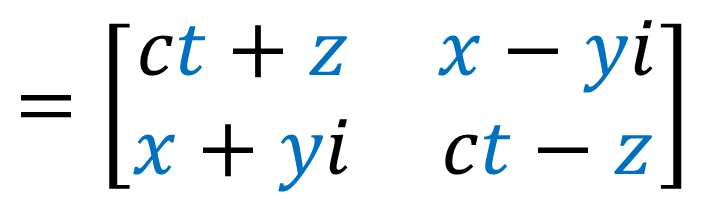 = [ct + z x − yi
x + yi ct − z]